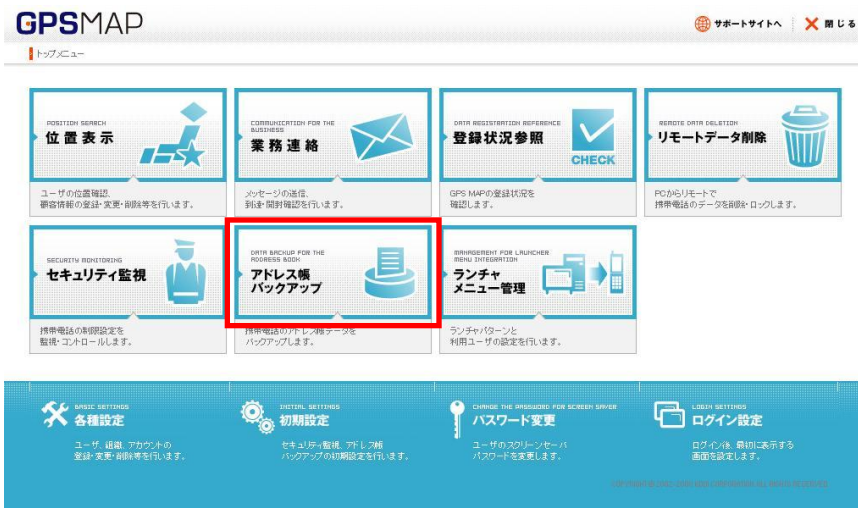 GPSMAP
サポートサイトへ
閉じる
トップメニュー
POSITION SEARCH
位置表示
ユーザの位置確認、
顧客情報の登録・変更・削除等を行います。
COMMUNICATION FOR THE
BUSINESS
業務連絡
メッセージの送信、
到達・開封確認を行います。
DATA REGISTRATION REFERENCE
登録状況参照
CHECK
GPS MAPの登録状況を
確認します。
REMOTE DATA DELETION
リモートデータ削除
PCからリモートで
携帯電話のデータを削除・ロックします。
SECURITY MONITORING
セキュリティ監視
携帯電話の制限設定を
監視・コントロールします。
DATA BACKUP FOR THE
ADDRESS BOOK
アドレス帳
バックアップ
携帯電話のアドレス帳データを
バックアップします。
MANAGEMENT FOR LAUNCHER
MENU INTEGRATION
ランチャ
メニュー管理
ランチャパターンと
利用ユーザの設定を行います。
BASIC SETTINGS
各種設定
ユーザ、組織、アカウントの
登録・変更・削除等を行います。
INITIAL SETTINGS
初期設定
セキュリティ監視、アドレス帳
バックアップの初期設定を行います。
CHANGE THE PASSWORD FOR SCREEN SAVER
パスワード変更
ユーザのスクリーンセーバ
パスワードを変更します。
LOGIN SETTINGS
ログイン設定
ログイン後、最初に表示する
画面を設定します。